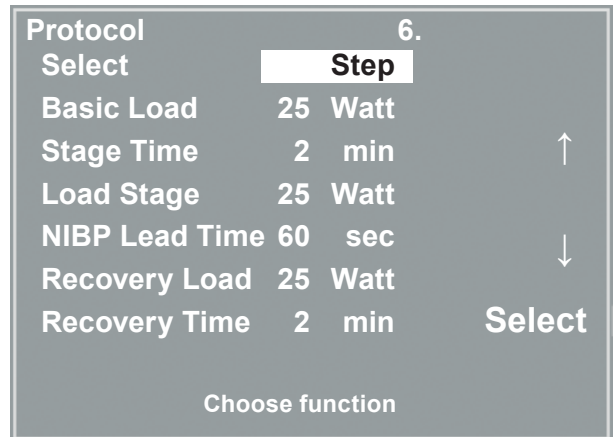 Protocol 6.
Select Step
Basic Load 25 Watt
Stage Time 2 min
↑
Load Stage 25 Watt
NIBP Lead Time 60 sec
↓
Recovery Load 25 Watt
Recovery Time 2 min
Select
Choose function